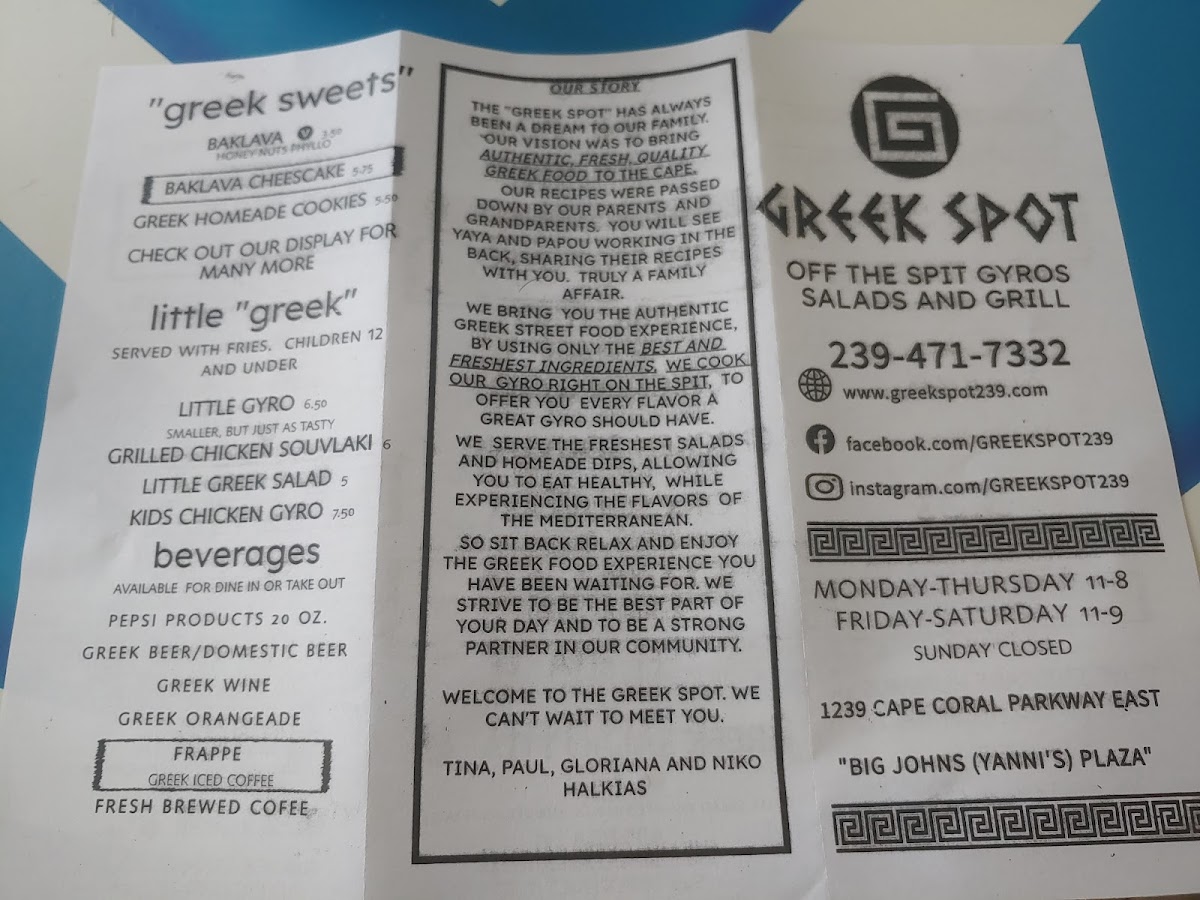 "greek sweets"
BAKLAVA V 3.50
HONEY NUTS PHYLLO
BAKLAVA CHEESCAKE 5.75
GREEK HOMEADE COOKIES 5.50
CHECK OUT OUR DISPLAY FOR
MANY MORE
little "greek"
SERVED WITH FRIES. CHILDREN 12
AND UNDER
LITTLE GYRO 6.50
SMALLER, BUT JUST AS TASTY
GRILLED CHICKEN SOUVLAKI 6
LITTLE GREEK SALAD 5
KIDS CHICKEN GYRO 7.50
beverages
AVAILABLE FOR DINE IN OR TAKE OUT
PEPSI PRODUCTS 20 OZ.
GREEK BEER/DOMESTIC BEER
GREEK WINE
GREEK ORANGEADE
FRAPPE
GREEK ICED COFFEE
FRESH BREWED COFEE
OUR STORY
THE "GREEK SPOT" HAS ALWAYS
BEEN A DREAM TO OUR FAMILY.
OUR VISION WAS TO BRING
AUTHENTIC, FRESH, QUALITY
GREEK FOOD TO THE CAPE.
OUR RECIPES WERE PASSED
DOWN BY OUR PARENTS AND
GRANDPARENTS. YOU WILL SEE
YAYA AND PAPOU WORKING IN THE
BACK, SHARING THEIR RECIPES
WITH YOU. TRULY A FAMILY
AFFAIR.
WE BRING YOU THE AUTHENTIC
GREEK STREET FOOD EXPERIENCE,
BY USING ONLY THE BEST AND
FRESHEST INGREDIENTS. WE COOK
OUR GYRO RIGHT ON THE SPIT, TO
OFFER YOU EVERY FLAVOR A
GREAT GYRO SHOULD HAVE.
WE SERVE THE FRESHEST SALADS
AND HOMEADE DIPS, ALLOWING
YOU TO EAT HEALTHY, WHILE
EXPERIENCING THE FLAVORS OF
THE MEDITERRANEAN.
SO SIT BACK RELAX AND ENJOY
THE GREEK FOOD EXPERIENCE YOU
HAVE BEEN WAITING FOR. WE
STRIVE TO BE THE BEST PART OF
YOUR DAY AND TO BE A STRONG
PARTNER IN OUR COMMUNITY.
WELCOME TO THE GREEK SPOT. WE
CAN'T WAIT TO MEET YOU.
TINA, PAUL, GLORIANA AND NIKO
HALKIAS
G
GREEK SPOT
OFF THE SPIT GYROS
SALADS AND GRILL
239-471-7332
www.greekspot239.com
facebook.com/GREEKSPOT239
instagram.com/GREEKSPOT239
MONDAY-THURSDAY 11-8
FRIDAY-SATURDAY 11-9
SUNDAY CLOSED
1239 CAPE CORAL PARKWAY EAST
"BIG JOHNS (YANNI'S) PLAZA"